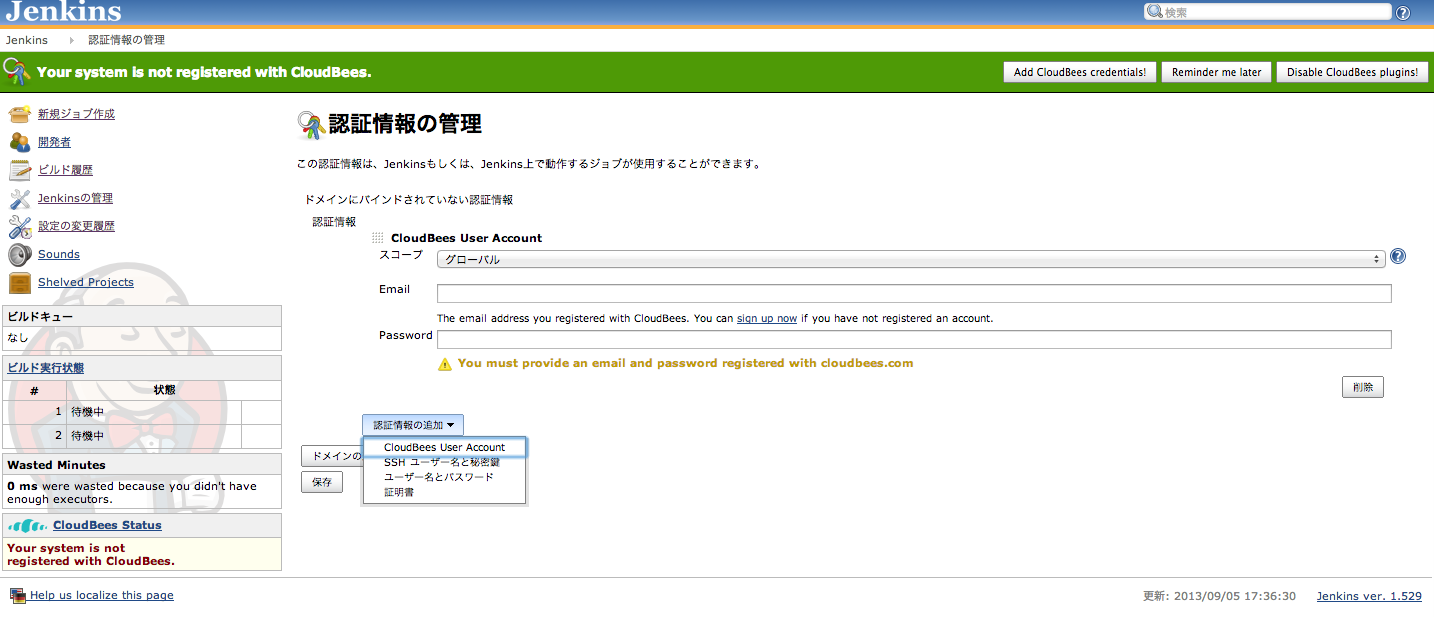 Jenkins
検索
Jenkins 認証情報の管理
Your system is not registered with CloudBees.
Add CloudBees credentials!
Reminder me later
Disable CloudBees plugins!
新規ジョブ作成
開発者
ビルド履歴
Jenkinsの管理
設定の変更履歴
Sounds
Shelved Projects
ビルドキュー
なし
ビルド実行状態
# 状態
1 待機中
2 待機中
Wasted Minutes
0 ms were wasted because you didn't have
enough executors.
CloudBees Status
Your system is not
registered with CloudBees.
認証情報の管理
この認証情報は、Jenkinsもしくは、Jenkins上で動作するジョブが使用することができます。
ドメインにバインドされていない認証情報
認証情報
CloudBees User Account
スコープ
グローバル
?
Email
The email address you registered with CloudBees. You can sign up now if you have not registered an account.
Password
You must provide an email and password registered with cloudbees.com
削除
認証情報の追加
CloudBees User Account
SSH ユーザー名と秘密鍵
ユーザー名とパスワード
証明書
ドメインの
保存
Help us localize this page
更新: 2013/09/05 17:36:30
Jenkins ver. 1.529